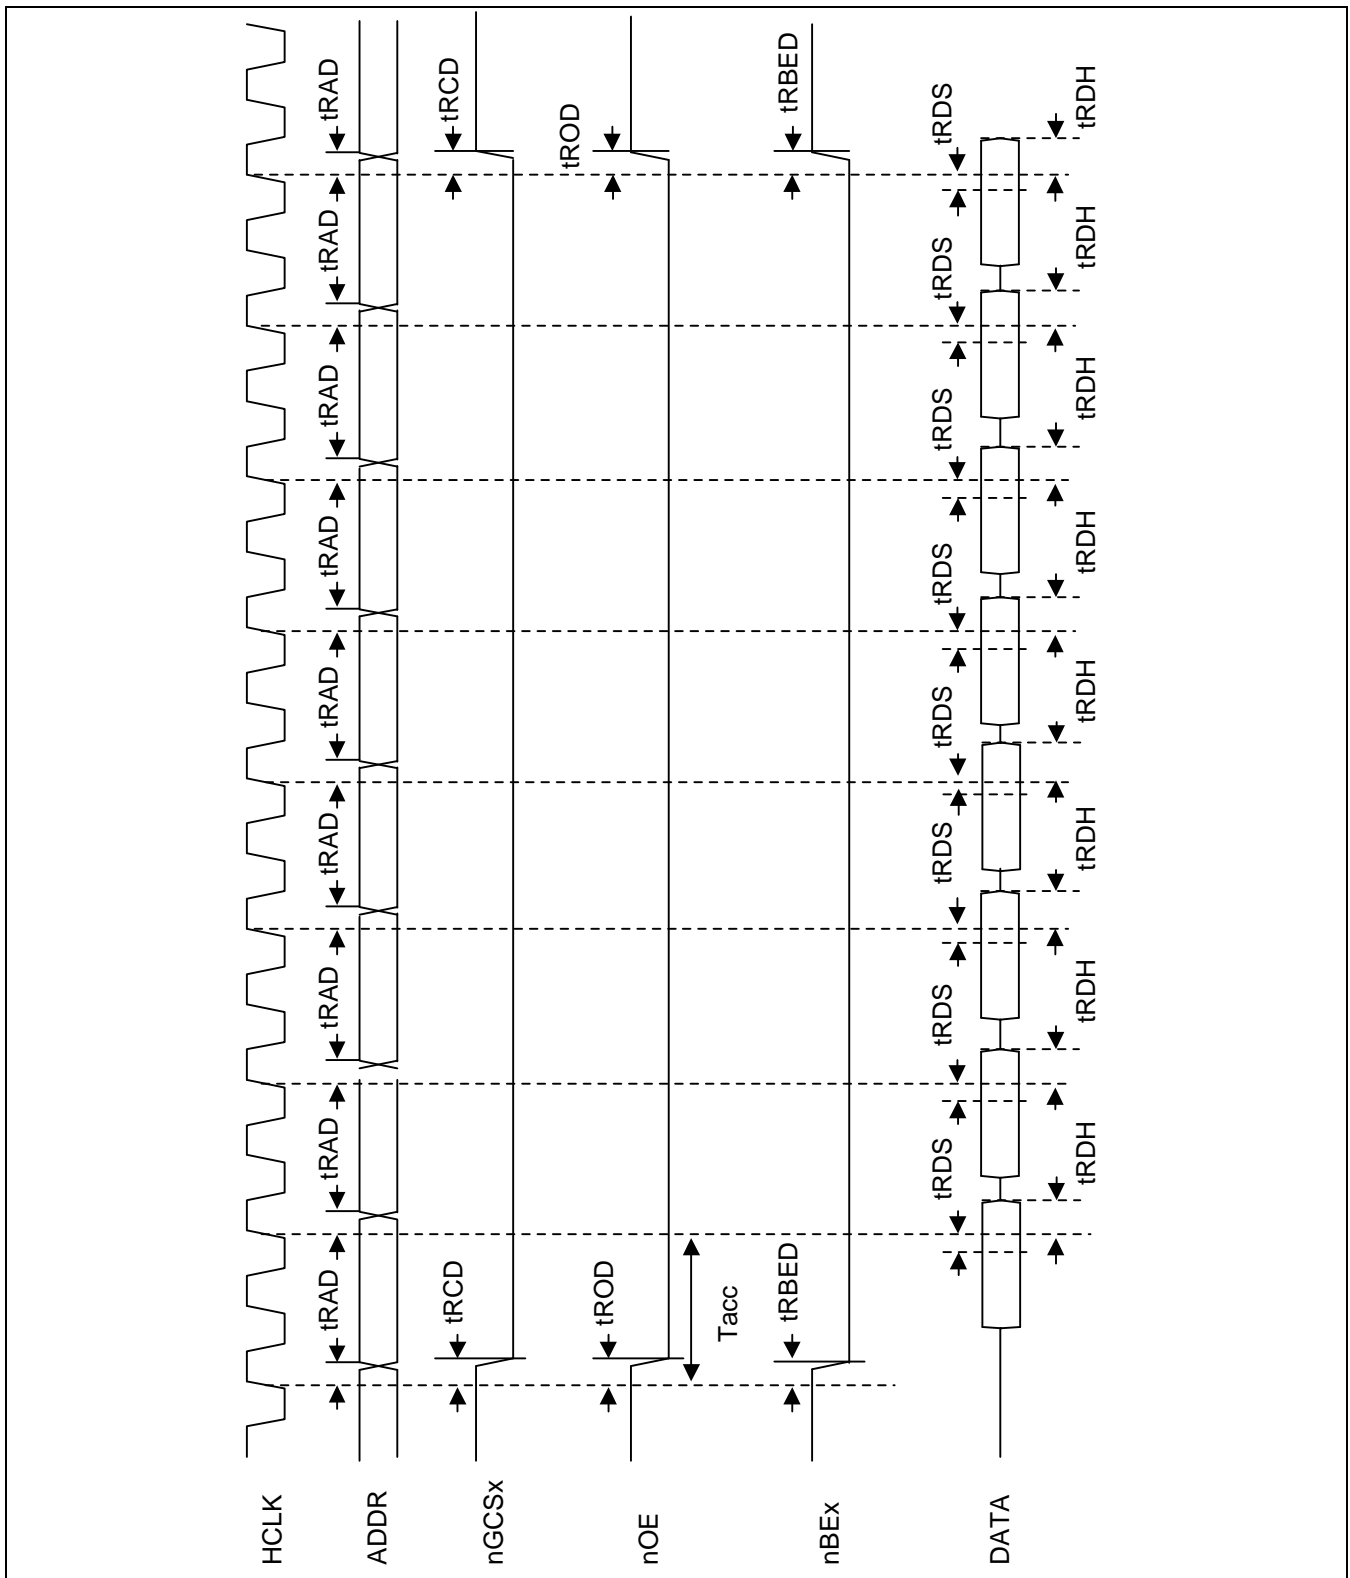 HCLK
tRAD tRAD tRAD tRAD tRAD tRAD tRAD tRAD tRAD
ADDR
tRCD tRCD
nGCSx
tROD tROD
nOE
Tacc
tRBED tRBED
nBEx
tRDS tRDS tRDS tRDS tRDS tRDS tRDS tRDS
DATA
tRDH tRDH tRDH tRDH tRDH tRDH tRDH tRDH